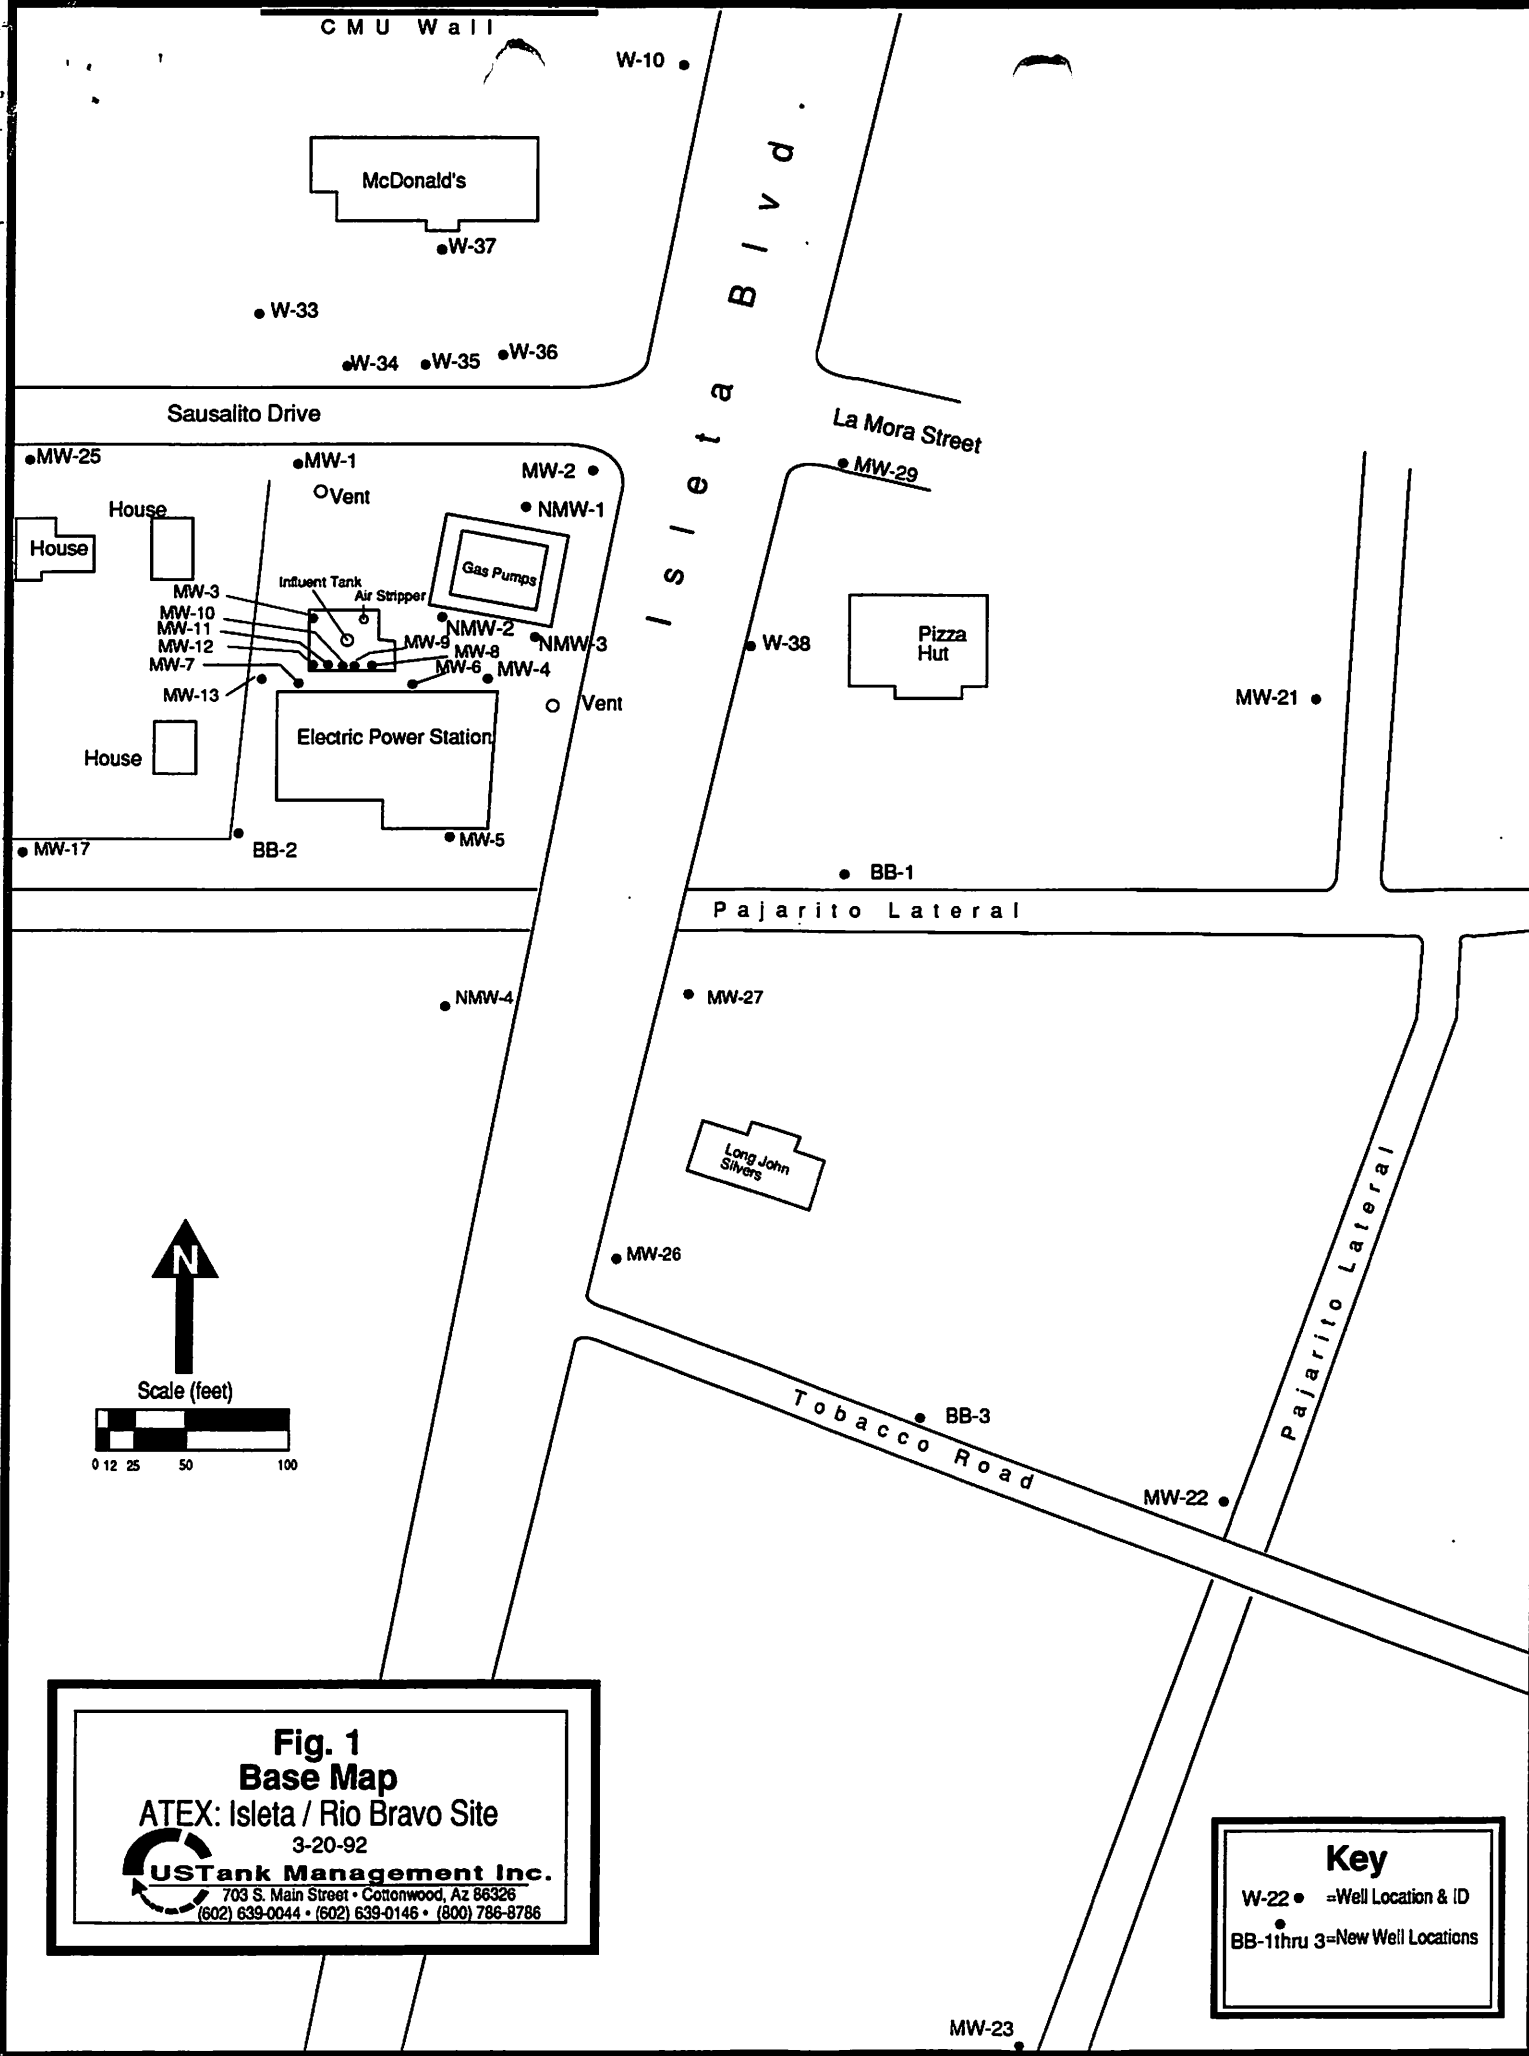 CMU Wall
W-10
McDonald's
W-37
W-33
W-34
W-35
W-36
Isleta Blvd.
Sausalito Drive
La Mora Street
MW-25
MW-1
MW-2
MW-29
Vent
NMW-1
House
House
Gas Pumps
Influent Tank
Air Stripper
MW-3
MW-10
MW-11
MW-12
MW-7
MW-13
NMW-2
NMW-3
MW-9
MW-8
MW-6
MW-4
W-38
Pizza
Hut
MW-21
Vent
Electric Power Station
House
MW-17
BB-2
MW-5
BB-1
Pajarito Lateral
NMW-4
MW-27
Long John
Silvers
Pajarito Lateral
MW-26
N
Scale (feet)
0 12 25 50 100
BB-3
Tobacco Road
MW-22
Fig. 1
Base Map
ATEX: Isleta / Rio Bravo Site
3-20-92
USTank Management Inc.
703 S. Main Street • Cottonwood, Az 86326
(602) 639-0044 • (602) 639-0146 • (800) 786-8786
Key
W-22 =Well Location & ID
BB-1thru 3=New Well Locations
MW-23